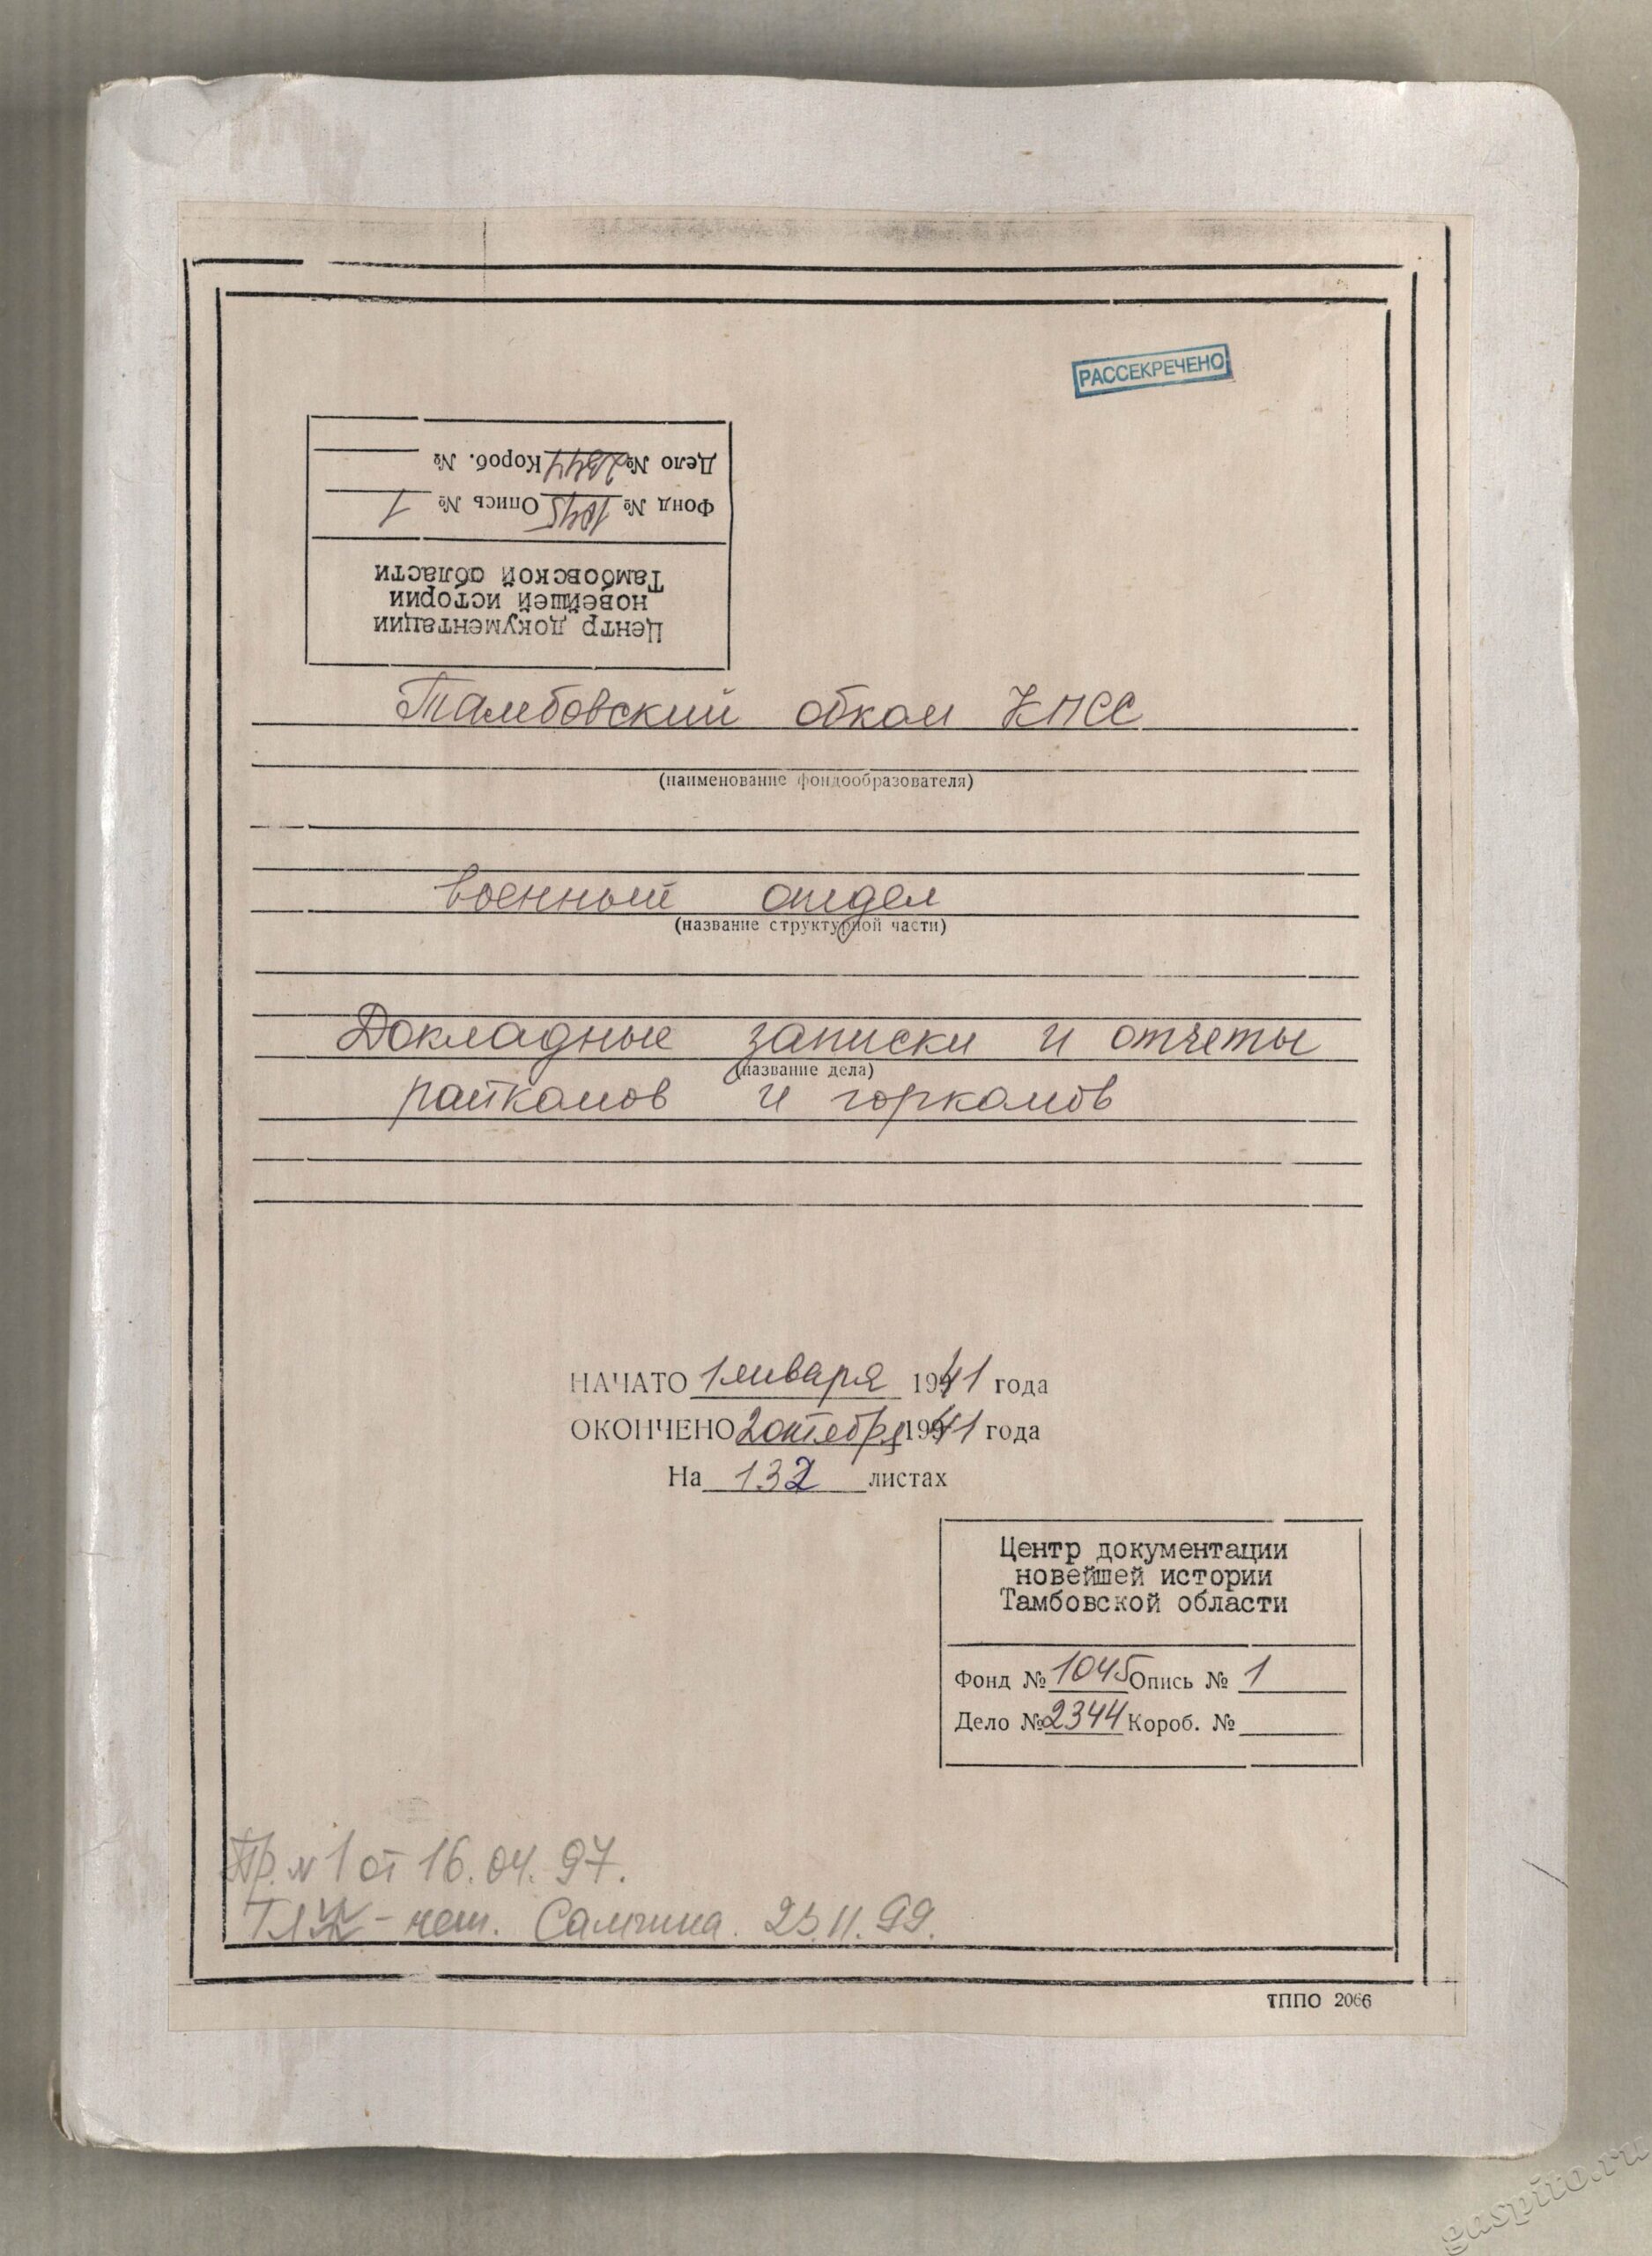 РАССЕКРЕЧЕНО
Центр документации
новейшей истории
Тамбовской области
Фонд № 1045 Опись № 1
Дело № 2344 Короб. №
Тамбовский обком КПСС
(наименование фондообразователя)
военный отдел
(название структурной части)
Докладные записки и отчеты
(название дела)
райкомов и горкомов
НАЧАТО 1 января 1941 года
ОКОНЧЕНО 2 октября 1941 года
На 132 листах
Центр документации
новейшей истории
Тамбовской области
Фонд № 1045 Опись № 1
Дело № 2344 Короб. №
Пр. № 1 от 16.04.97.
23.11.99.
ТППО 2066
gaspito.ru